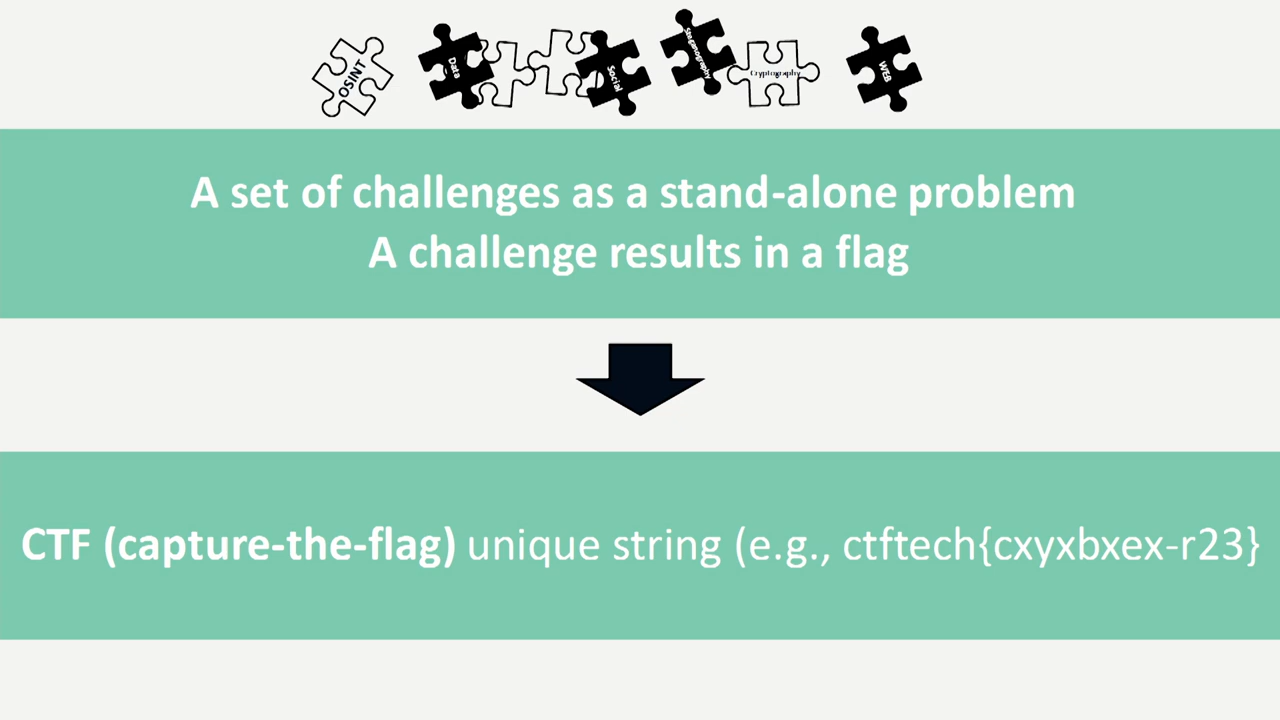 OSINT
Data
Social
Steganography
Cryptography
WEB
A set of challenges as a stand-alone problem
A challenge results in a flag
CTF (capture-the-flag) unique string (e.g., ctftech{cxyxbxex-r23}